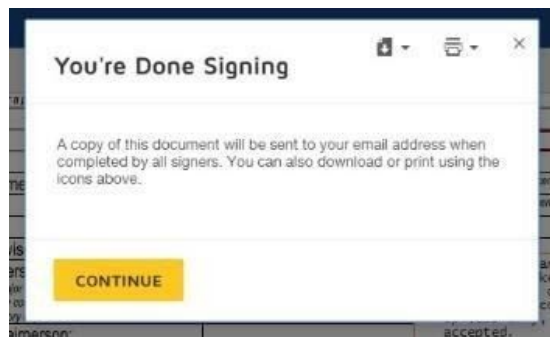 You're Done Signing
A copy of this document will be sent to your email address when
completed by all signers. You can also download or print using the
icons above.
CONTINUE
accepted.